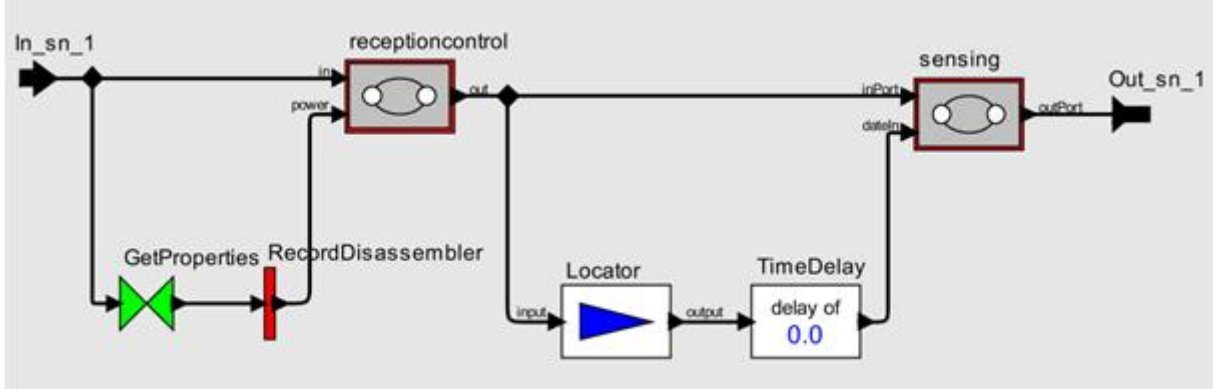 In_sn_1
receptioncontrol
in
power
out
sensing
inPort
dateIn
outPort
Out_sn_1
GetProperties
RecordDisassembler
Locator
input
output
TimeDelay
delay of
0.0